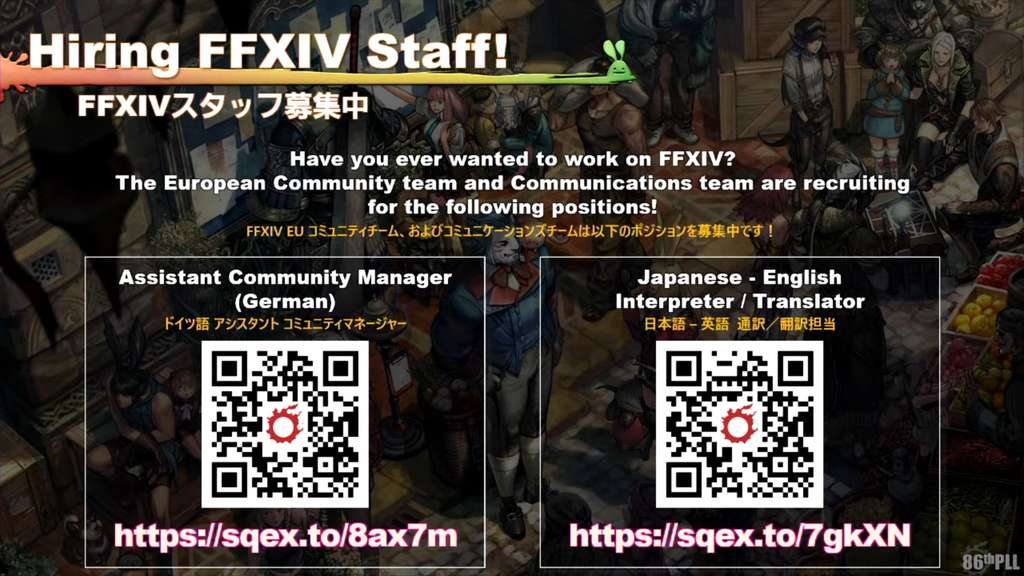 Hiring FFXIV Staff!
FFXIVスタッフ募集中
Have you ever wanted to work on FFXIV?
The European Community team and Communications team are recruiting
for the following positions!
FFXIV EU コミュニティチーム、およびコミュニケーションズチームは以下のポジションを募集中です！
Assistant Community Manager
(German)
ドイツ語 アシスタント コミュニティマネージャー
https://sqex.to/8ax7m
Japanese - English
Interpreter / Translator
日本語 – 英語 通訳／翻訳担当
https://sqex.to/7gkXN
86thPLL